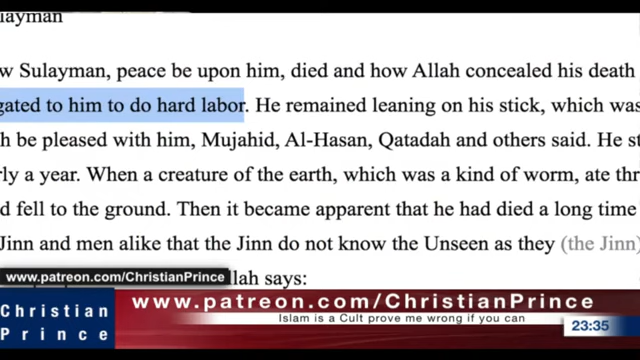 ulayman
w Sulayman, peace be upon him, died and how Allah concealed his death
gated to him to do hard labor. He remained leaning on his stick, which was
h be pleased with him, Mujahid, Al-Hasan, Qatadah and others said. He st
rly a year. When a creature of the earth, which was a kind of worm, ate thr
d fell to the ground. Then it became apparent that he had died a long time
Jinn and men alike that the Jinn do not know the Unseen as they (the Jinn)
www.patreon.com/ChristianPrince
llah says:
Christian
Prince
www.patreon.com/ChristianPrince
Islam is a Cult prove me wrong if you can
23:35